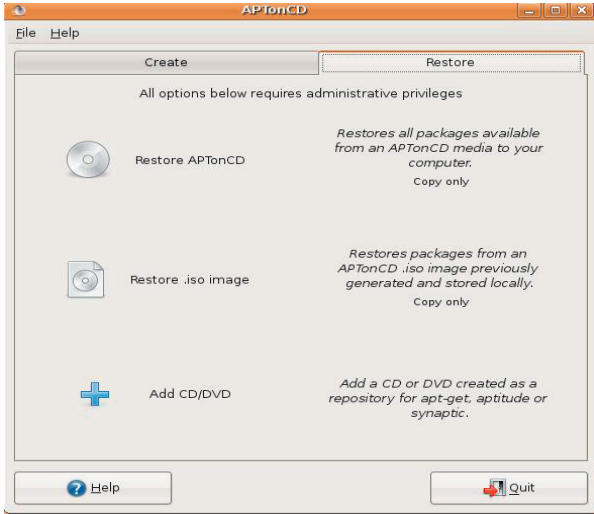 APTonCD
File Help
Create Restore
All options below requires administrative privileges
Restore APTonCD
Restores all packages available
from an APTonCD media to your
computer.
Copy only
Restore .iso image
Restores packages from an
APTonCD .iso image previously
generated and stored locally.
Copy only
Add CD/DVD
Add a CD or DVD created as a
repository for apt-get, aptitude or
synaptic.
Help
Quit